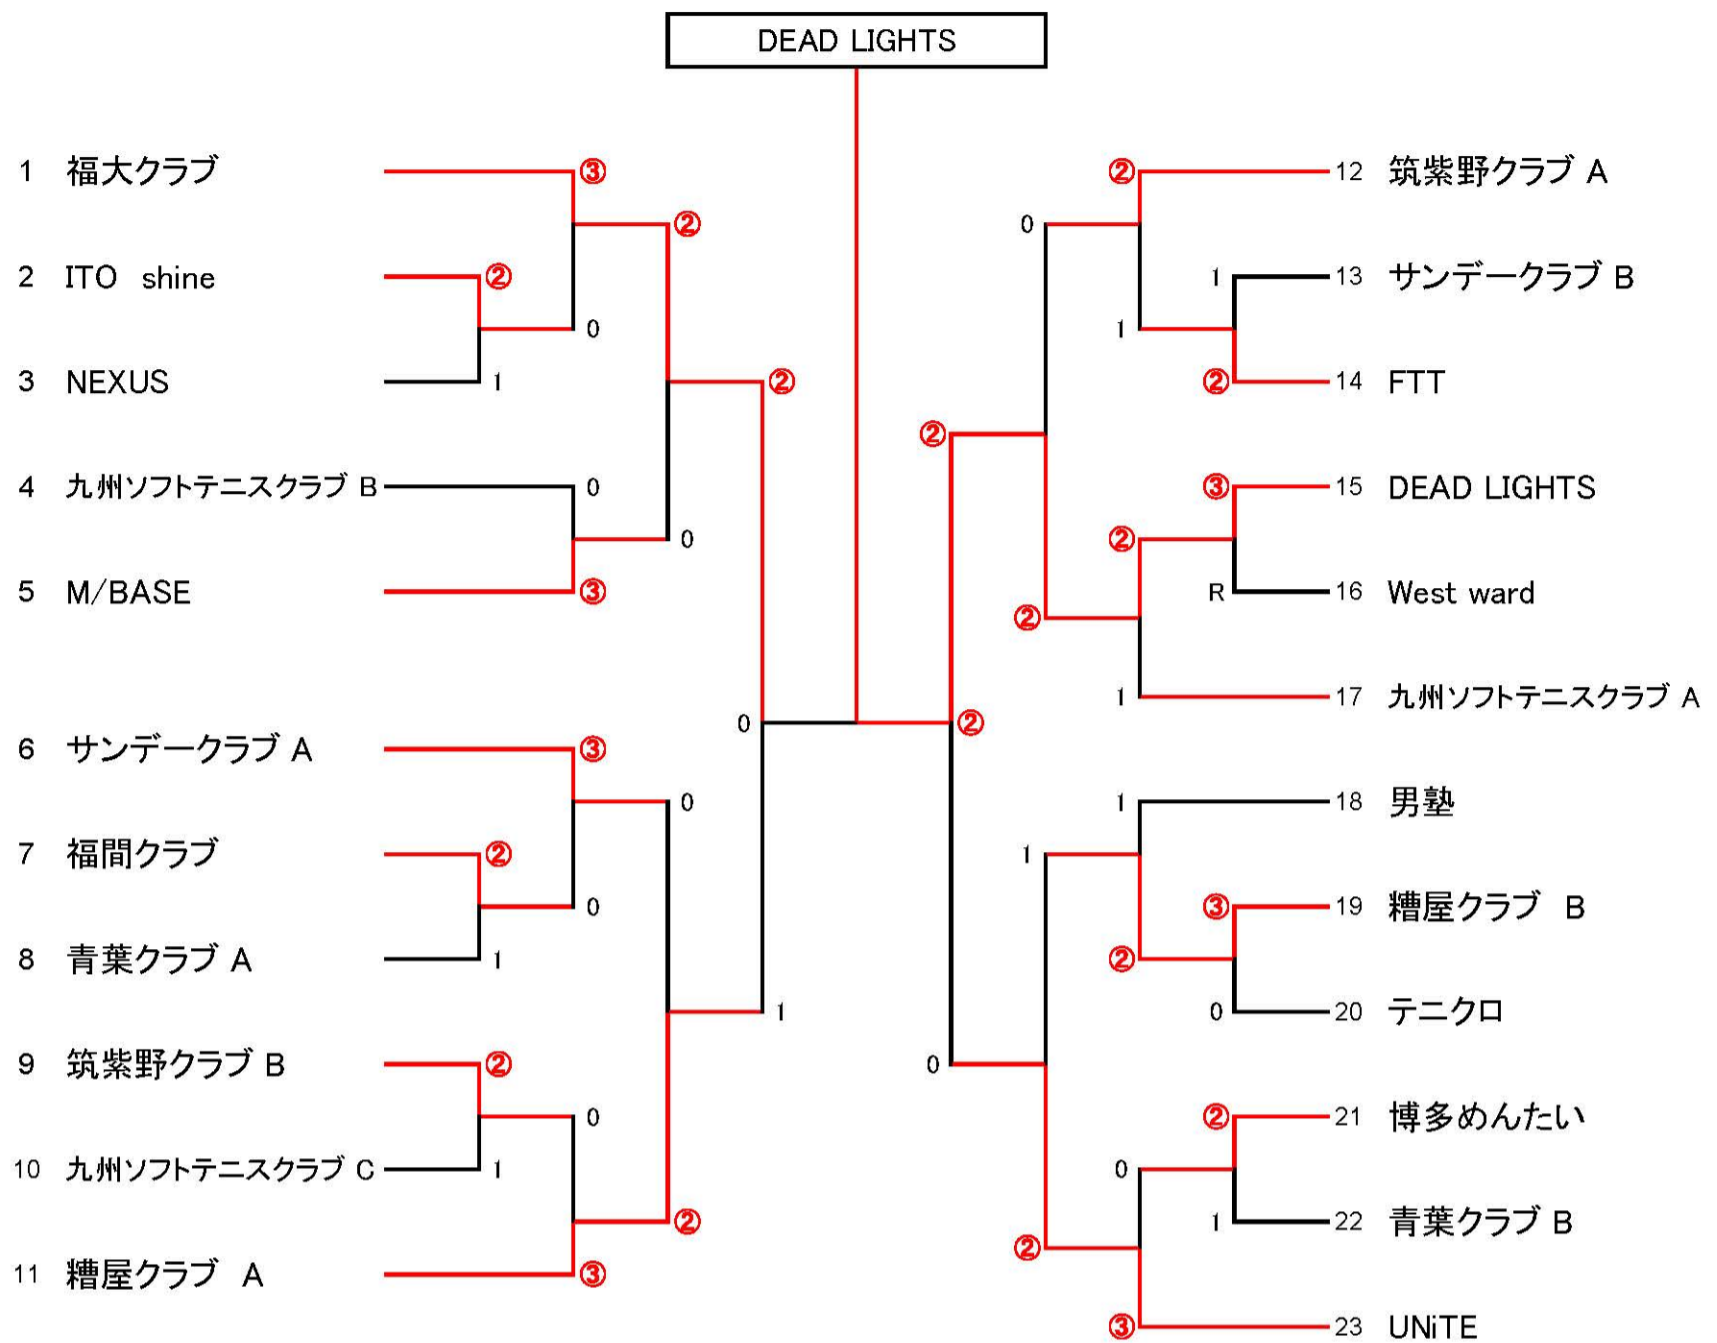 DEAD LIGHTS
1 福大クラブ ③
②
2 ITO shine ②
0
3 NEXUS 1
②
4 九州ソフトテニスクラブ B 0
0
5 M/BASE ③
0
6 サンデークラブ A ③
0
7 福間クラブ ②
0
8 青葉クラブ A 1
1
9 筑紫野クラブ B ②
0
10 九州ソフトテニスクラブ C 1
②
11 糟屋クラブ A ③
② 12 筑紫野クラブ A
0
1 13 サンデークラブ B
1
② 14 FTT
②
③ 15 DEAD LIGHTS
②
R 16 West ward
②
1 17 九州ソフトテニスクラブ A
②
1 18 男塾
1
③ 19 糟屋クラブ B
②
0 20 テニクロ
0
② 21 博多めんたい
0
1 22 青葉クラブ B
②
③ 23 UNiTE